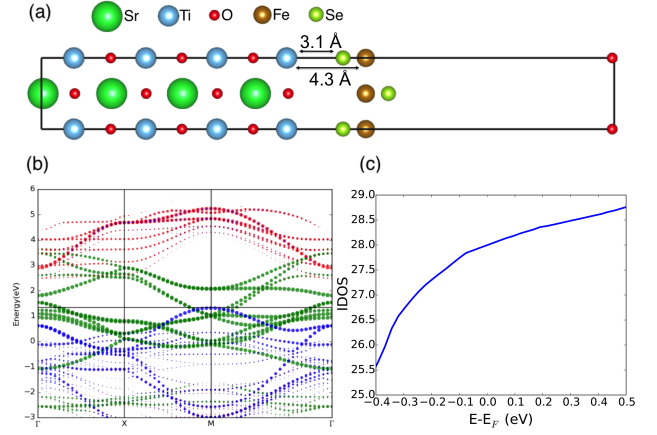 (a)
Sr Ti O Fe Se
3.1 Å
4.3 Å
(b)
(c)
6
5
4
3
2
1
0
−1
−2
−3
Energy(eV)
Γ X M Γ
29.0
28.5
28.0
27.5
27.0
26.5
26.0
25.5
25.0
IDOS
−0.4 −0.3 −0.2 −0.1 0.0 0.1 0.2 0.3 0.4 0.5
E-E_F (eV)